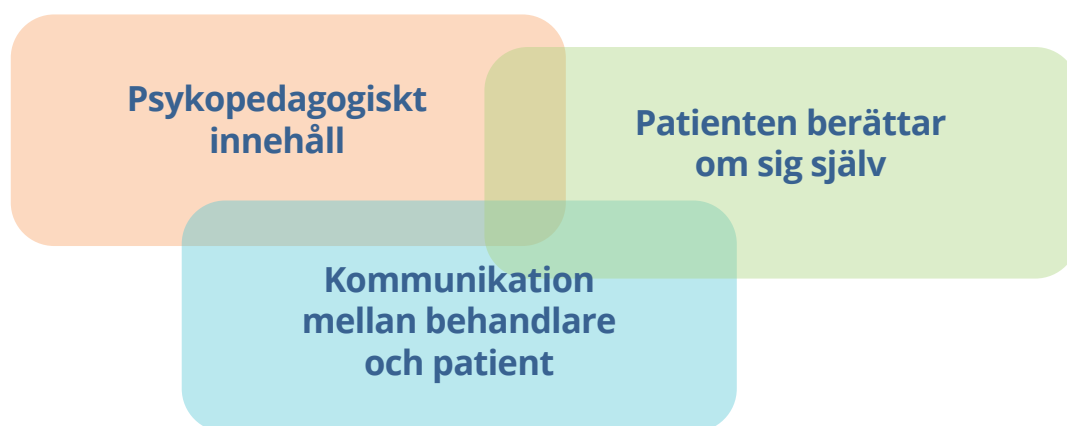 Psykopedagogiskt
innehåll
Patienten berättar
om sig själv
Kommunikation
mellan behandlare
och patient